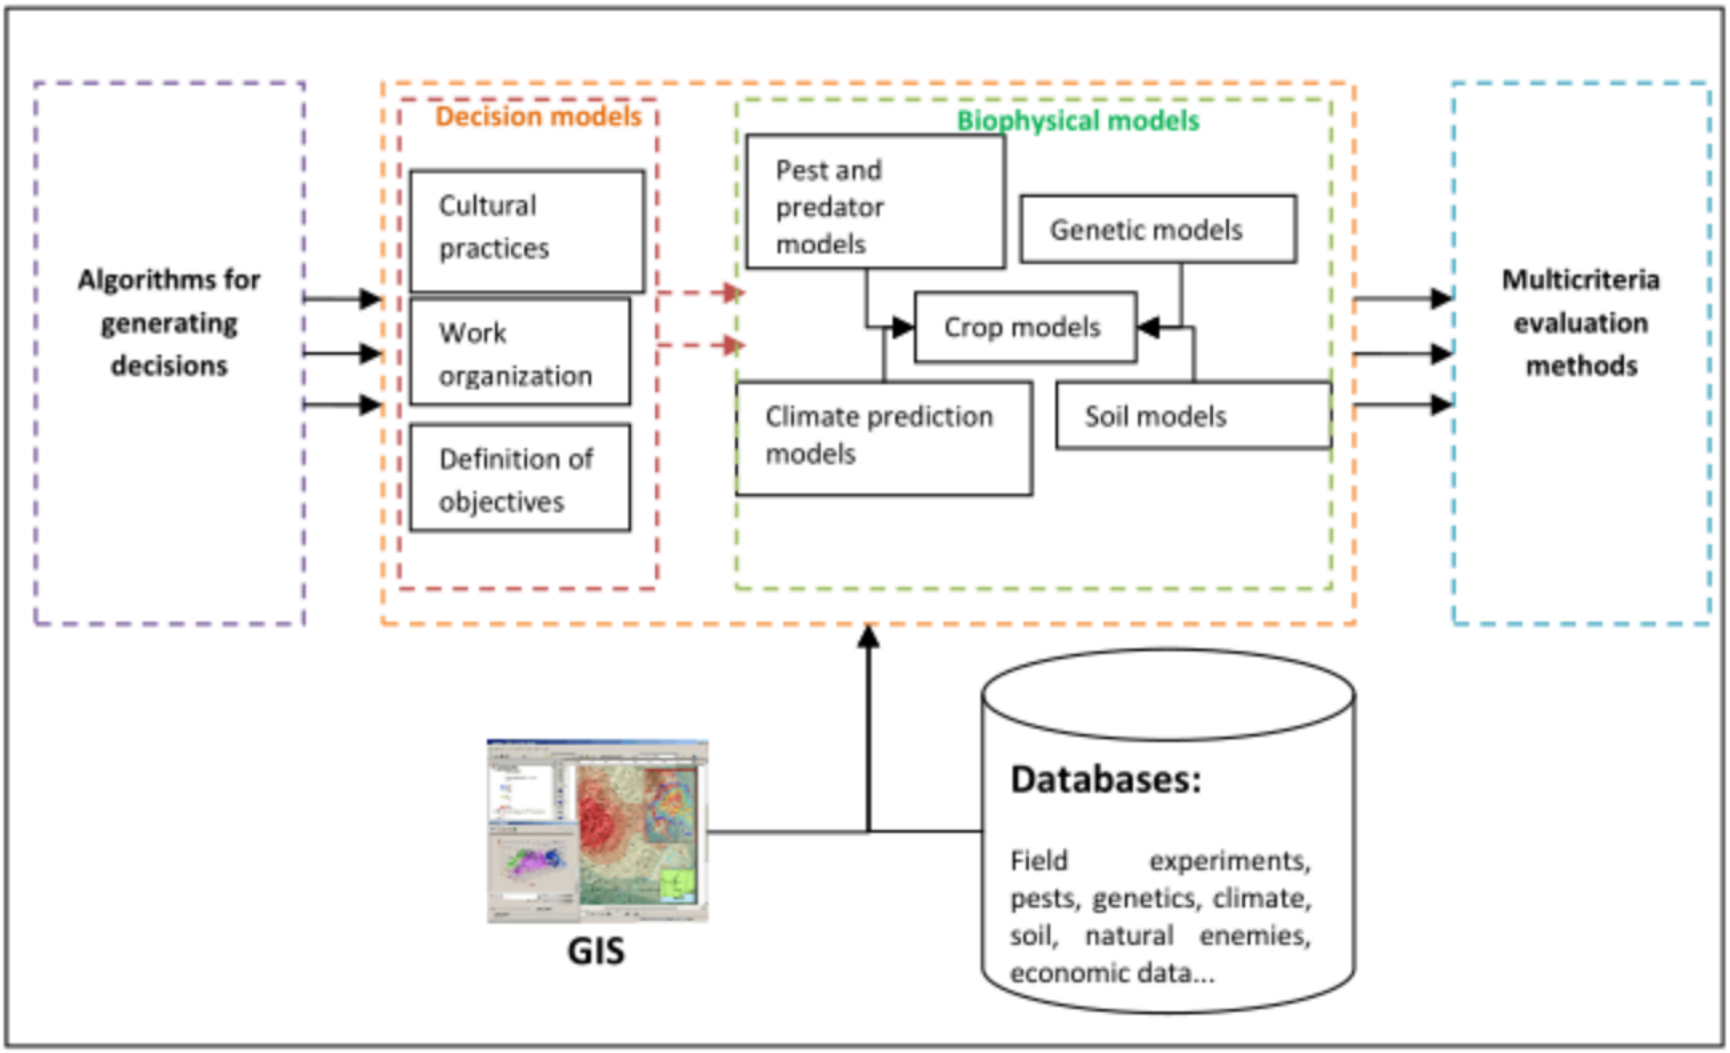 Algorithms for
generating
decisions
Decision models
Cultural
practices
Work
organization
Definition of
objectives
Biophysical models
Pest and
predator
models
Genetic models
Crop models
Climate prediction
models
Soil models
Multicriteria
evaluation
methods
GIS
Databases:
Field experiments,
pests, genetics, climate,
soil, natural enemies,
economic data...